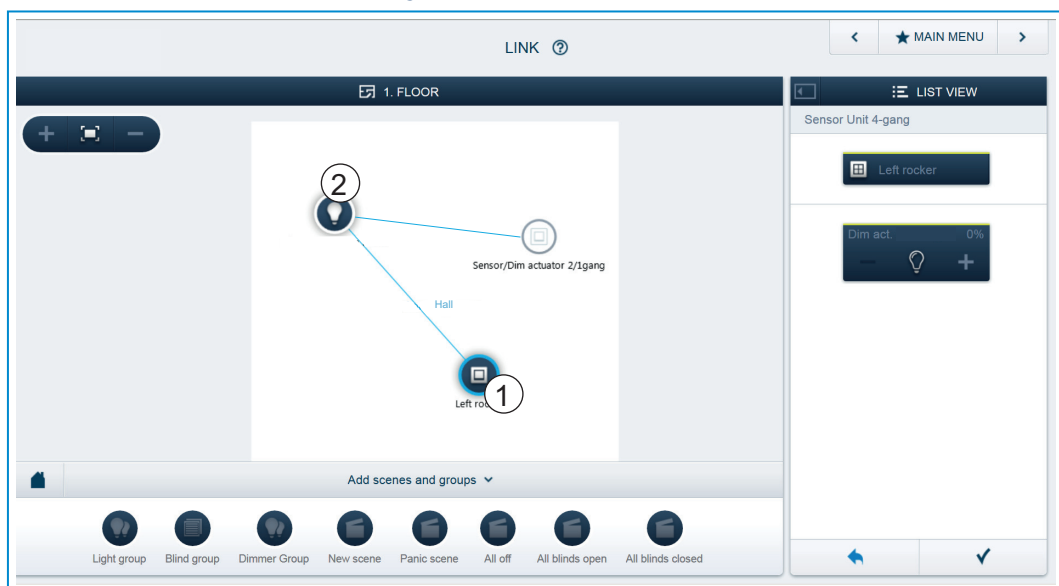 LINK ?
MAIN MENU
1. FLOOR
LIST VIEW
Sensor Unit 4-gang
Left rocker
Dim act. 0%
2
Sensor/Dim actuator 2/1gang
Hall
1
Left
Add scenes and groups
Light group
Blind group
Dimmer Group
New scene
Panic scene
All off
All blinds open
All blinds closed